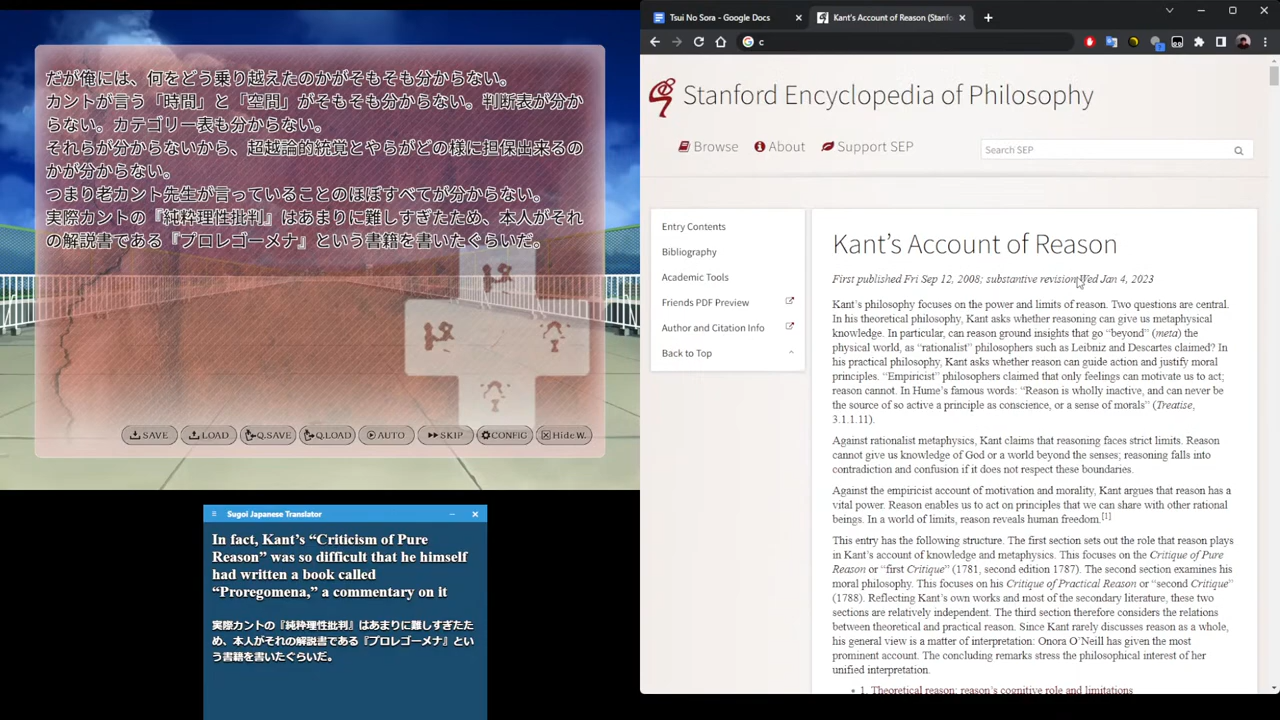 だが俺には、何をどう乗り越えたのかがそもそも分からない。
カントが言う「時間」と「空間」がそもそも分からない。判断表が分か
らない。カテゴリー表も分からない。
それらが分からないから、超越論的統覚とやらがどの様に担保出来るの
かが分からない。
つまり老カント先生が言っていることのほぼすべてが分からない。
実際カントの『純粋理性批判』はあまりに難しすぎたため、本人がそれ
の解説書である『プロレゴーメナ』という書籍を書いたぐらいだ。
SAVE
LOAD
Q.SAVE
Q.LOAD
AUTO
SKIP
CONFIG
Hide W.
Sugoi Japanese Translator
In fact, Kant's “Criticism of Pure
Reason” was so difficult that he himself
had written a book called
“Proregomena,” a commentary on it
実際カントの『純粋理性批判』はあまりに難しすぎたた
め、本人がそれの解説書である『プロレゴーメナ』とい
う書籍を書いたぐらいだ。
Tsui No Sora - Google Docs
Kant's Account of Reason (Stanf
c
Stanford Encyclopedia of Philosophy
Browse
About
Support SEP
Search SEP
Entry Contents
Bibliography
Academic Tools
Friends PDF Preview
Author and Citation Info
Back to Top
Kant's Account of Reason
First published Fri Sep 12, 2008; substantive revision Wed Jan 4, 2023
Kant's philosophy focuses on the power and limits of reason. Two questions are central.
In his theoretical philosophy, Kant asks whether reasoning can give us metaphysical
knowledge. In particular, can reason ground insights that go “beyond” (meta) the
physical world, as “rationalist” philosophers such as Leibniz and Descartes claimed? In
his practical philosophy, Kant asks whether reason can guide action and justify moral
principles. “Empiricist” philosophers claimed that only feelings can motivate us to act;
reason cannot. In Hume's famous words: “Reason is wholly inactive, and can never be
the source of so active a principle as conscience, or a sense of morals” (Treatise,
3.1.1.11).
Against rationalist metaphysics, Kant claims that reasoning faces strict limits. Reason
cannot give us knowledge of God or a world beyond the senses; reasoning falls into
contradiction and confusion if it does not respect these boundaries.
Against the empiricist account of motivation and morality, Kant argues that reason has a
vital power. Reason enables us to act on principles that we can share with other rational
beings. In a world of limits, reason reveals human freedom.[1]
This entry has the following structure. The first section sets out the role that reason plays
in Kant's account of knowledge and metaphysics. This focuses on the Critique of Pure
Reason or “first Critique” (1781, second edition 1787). The second section examines his
moral philosophy. This focuses on his Critique of Practical Reason or “second Critique”
(1788). Reflecting Kant's own works and most of the secondary literature, these two
sections are relatively independent. The third section therefore considers the relations
between theoretical and practical reason. Since Kant rarely discusses reason as a whole,
his general view is a matter of interpretation: Onora O'Neill has given the most
prominent account. The concluding remarks stress the philosophical interest of her
unified interpretation.
1. Theoretical reason: reason's cognitive role and limitations